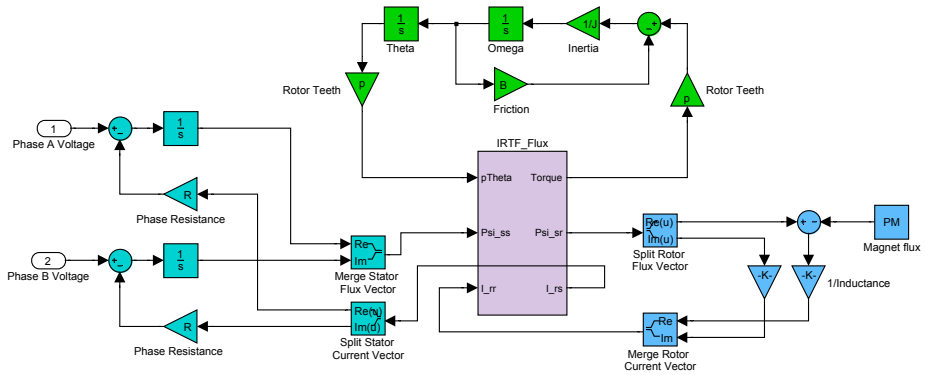 1
s
Theta
1
s
Omega
1/J
Inertia
−+
p
Rotor Teeth
B
Friction
p
Rotor Teeth
1
Phase A Voltage
+−
1
s
R
Phase Resistance
2
Phase B Voltage
+−
1
s
R
Phase Resistance
Re
Im
Merge Stator
Flux Vector
Re(u)
Im(u)
Split Stator
Current Vector
IRTF_Flux
pTheta
Torque
Psi_ss
Psi_sr
I_rr
I_rs
Re(u)
Im(u)
Split Rotor
Flux Vector
+ −
PM
Magnet flux
-K-
-K-
1/Inductance
Re
Im
Merge Rotor
Current Vector